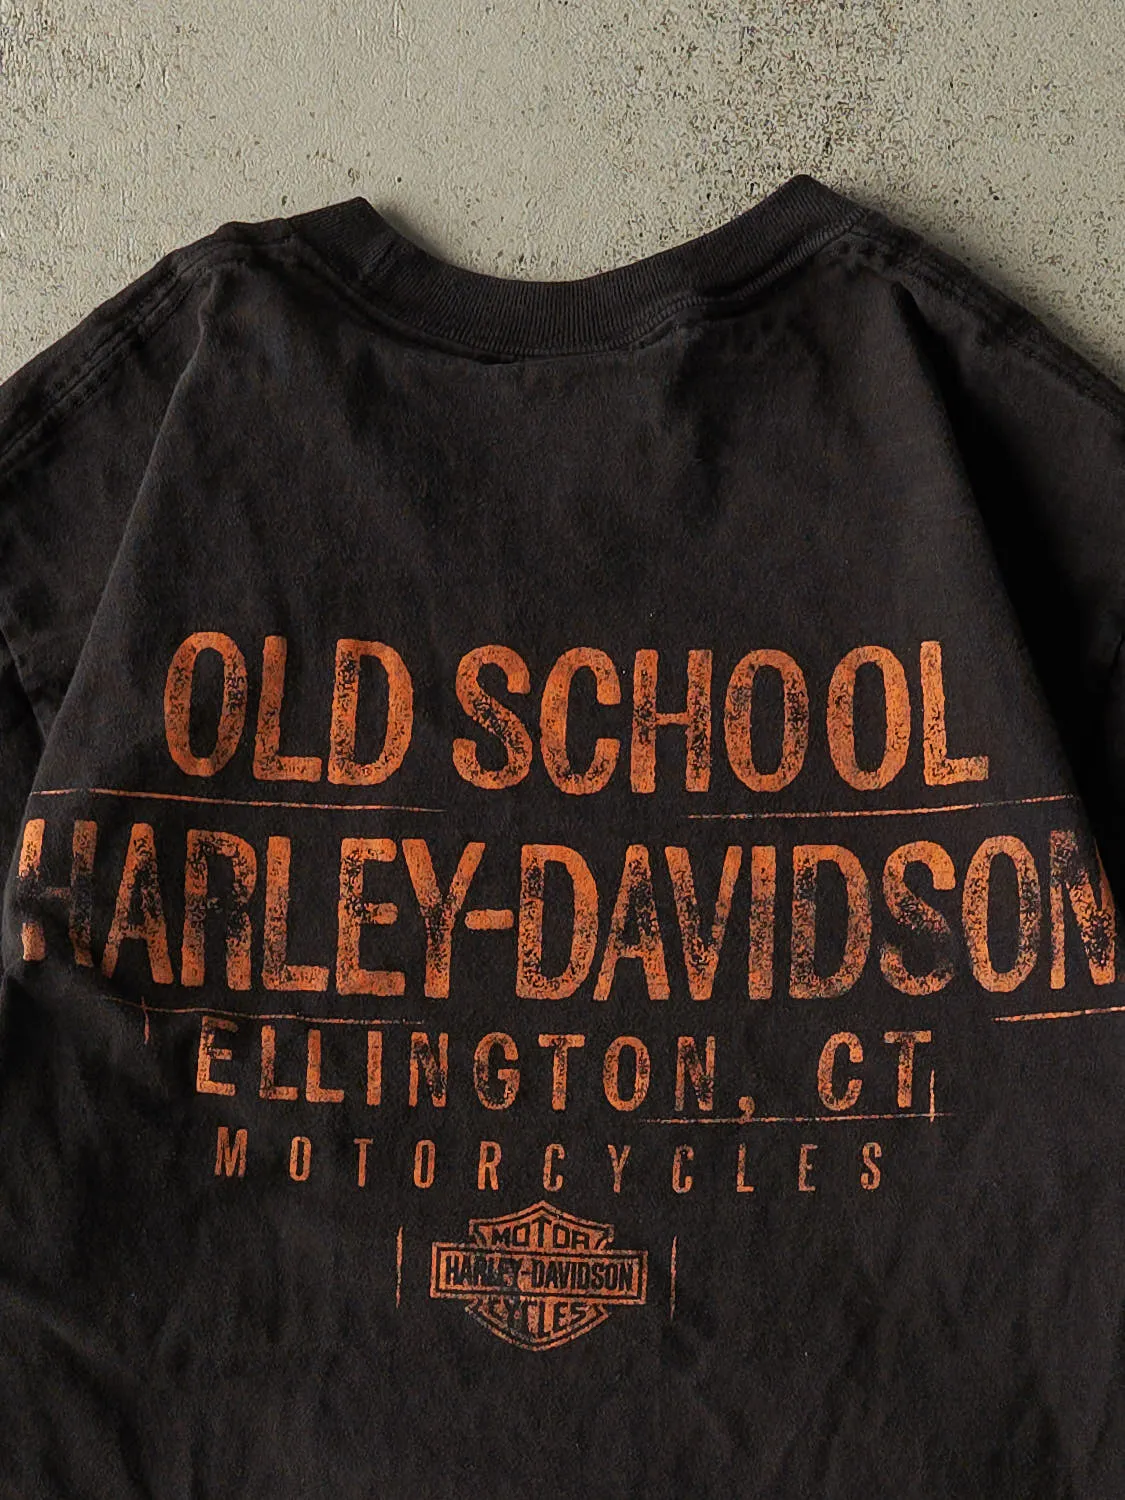 OLD SCHOOL
HARLEY-DAVIDSON
ELLINGTON, CT
MOTORCYCLES
MOTOR
HARLEY-DAVIDSON
CYCLES